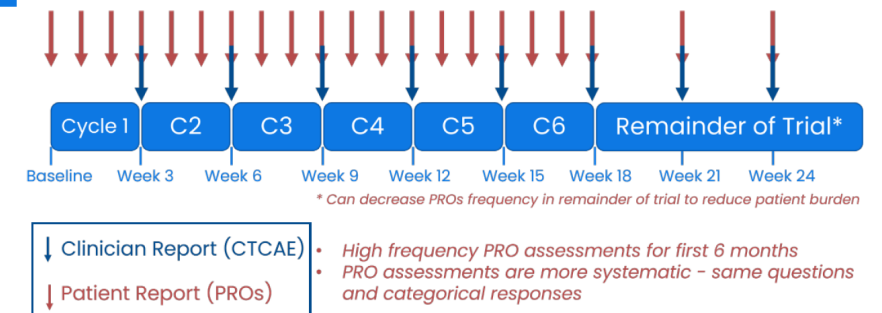 Cycle 1 C2 C3 C4 C5 C6 Remainder of Trial*
Baseline Week 3 Week 6 Week 9 Week 12 Week 15 Week 18 Week 21 Week 24
* Can decrease PROs frequency in remainder of trial to reduce patient burden
Clinician Report (CTCAE)
Patient Report (PROs)
• High frequency PRO assessments for first 6 months
• PRO assessments are more systematic - same questions
and categorical responses